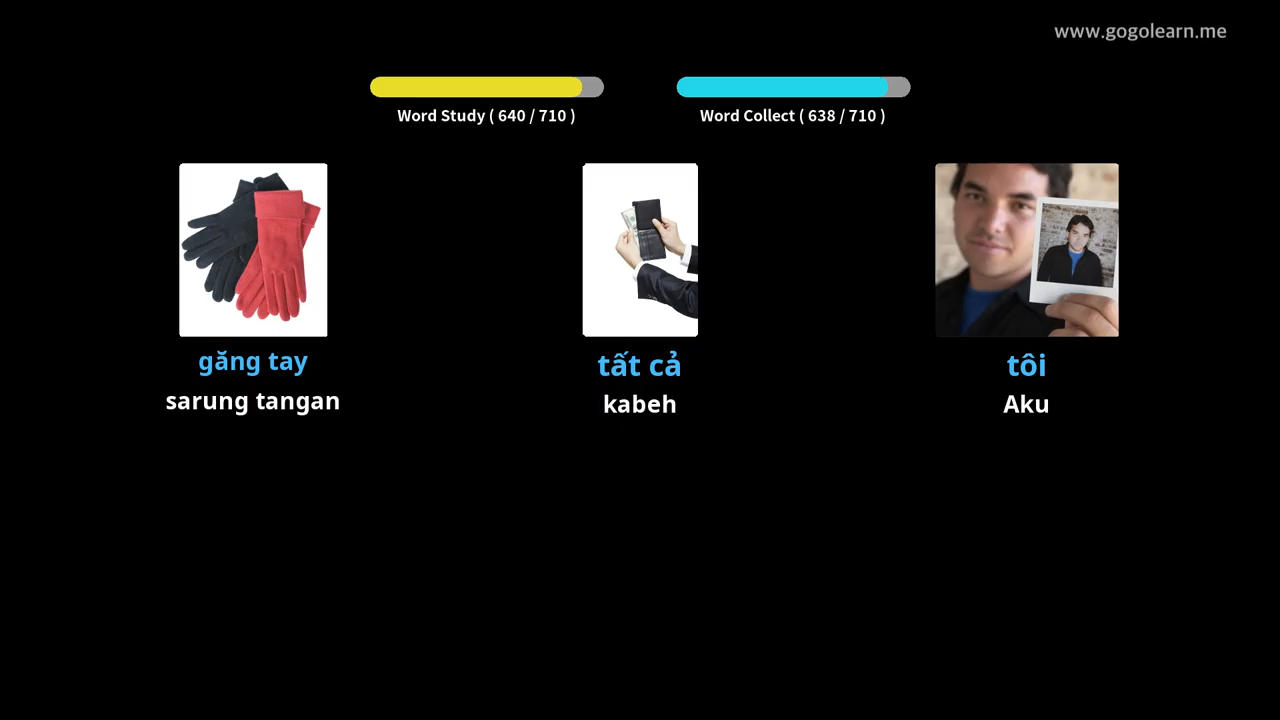 www.gogolearn.me
Word Study ( 640 / 710 )
Word Collect ( 638 / 710 )
găng tay
sarung tangan
tất cả
kabeh
tôi
Aku